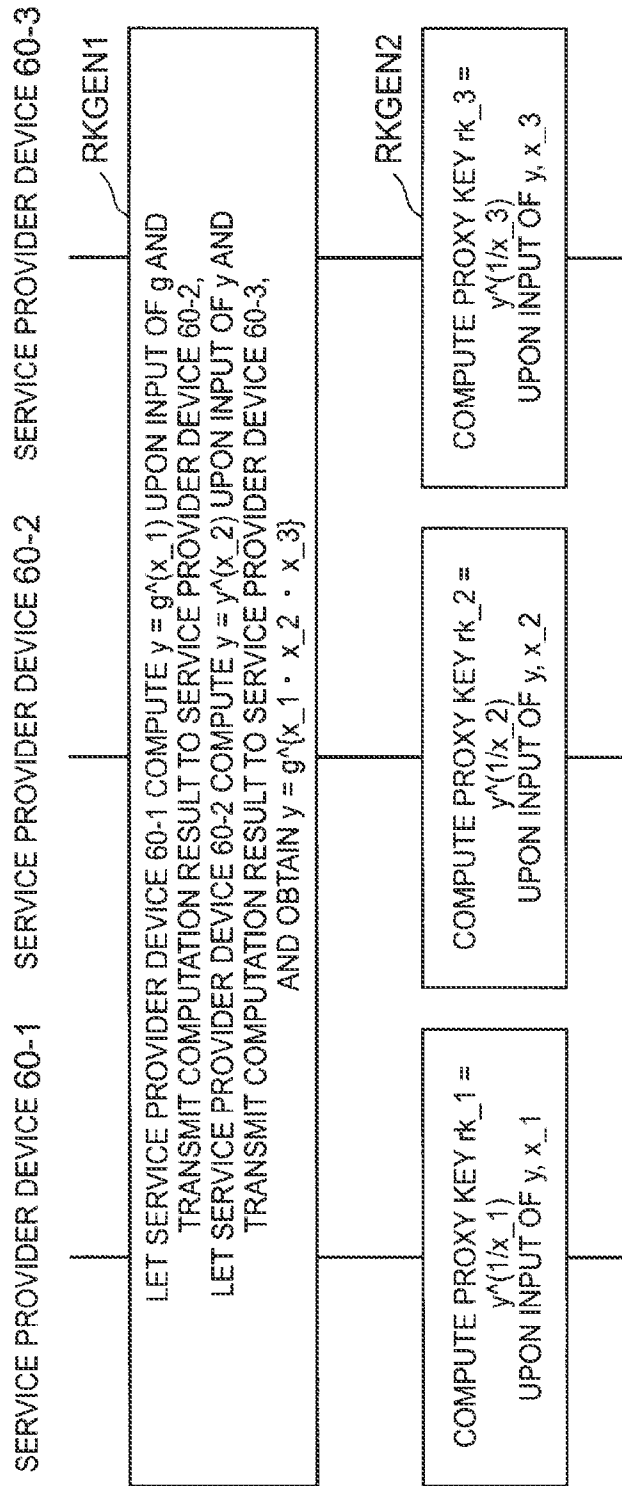 SERVICE PROVIDER DEVICE 60-1
SERVICE PROVIDER DEVICE 60-2
SERVICE PROVIDER DEVICE 60-3
RKGEN1
LET SERVICE PROVIDER DEVICE 60-1 COMPUTE y = g^(x_1) UPON INPUT OF g AND
TRANSMIT COMPUTATION RESULT TO SERVICE PROVIDER DEVICE 60-2,
LET SERVICE PROVIDER DEVICE 60-2 COMPUTE y = y^(x_2) UPON INPUT OF y AND
TRANSMIT COMPUTATION RESULT TO SERVICE PROVIDER DEVICE 60-3,
AND OBTAIN y = g^{x_1 · x_2 · x_3}
RKGEN2
COMPUTE PROXY KEY rk_1 =
y^(1/x_1)
UPON INPUT OF y, x_1
COMPUTE PROXY KEY rk_2 =
y^(1/x_2)
UPON INPUT OF y, x_2
COMPUTE PROXY KEY rk_3 =
y^(1/x_3)
UPON INPUT OF y, x_3